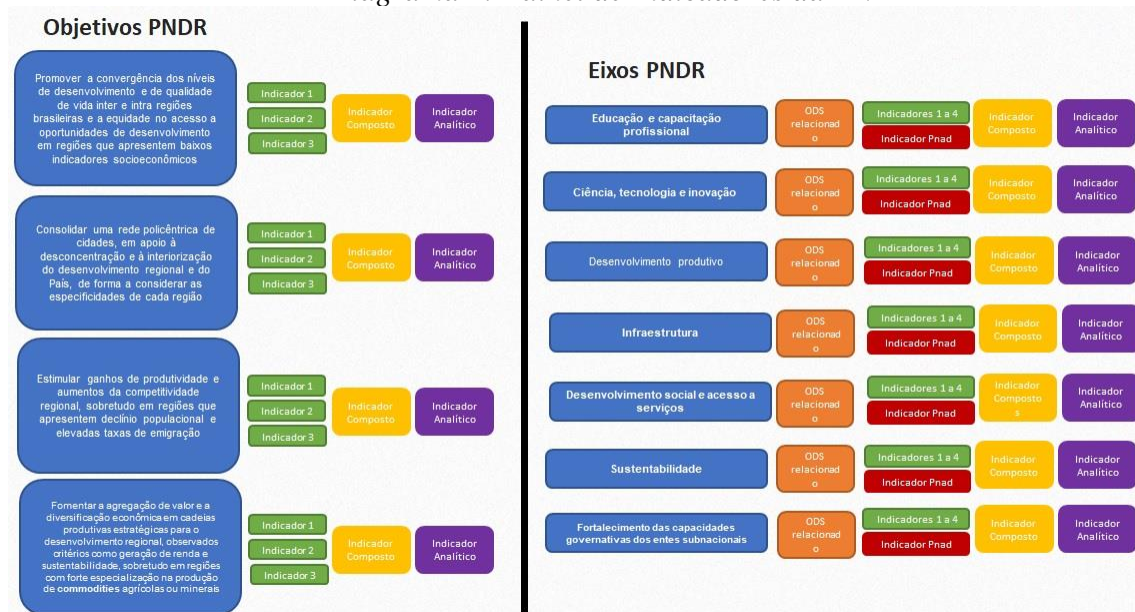 Objetivos PNDR
Promover a convergência dos níveis
de desenvolvimento e de qualidade
de vida inter e intra regiões
brasileiras e a equidade no acesso a
oportunidades de desenvolvimento
em regiões que apresentem baixos
indicadores socioeconômicos
Indicador 1
Indicador 2
Indicador 3
Indicador
Composto
Indicador
Analítico
Consolidar uma rede policêntrica de
cidades, em apoio à
desconcentração e à interiorização
do desenvolvimento regional e do
País, de forma a considerar as
especificidades de cada região
Indicador 1
Indicador 2
Indicador 3
Indicador
Composto
Indicador
Analítico
Estimular ganhos de produtividade e
aumentos da competitividade
regional, sobretudo em regiões que
apresentem declínio populacional e
elevadas taxas de emigração
Indicador 1
Indicador 2
Indicador 3
Indicador
Composto
Indicador
Analítico
Fomentar a agregação de valor e a
diversificação econômica em cadeias
produtivas estratégicas para o
desenvolvimento regional, observados
critérios como geração de renda e
sustentabilidade, sobretudo em regiões
com forte especialização na produção
de commodities agrícolas ou minerais
Indicador 1
Indicador 2
Indicador 3
Indicador
Composto
Indicador
Analítico
Eixos PNDR
Educação e capacitação
profissional
ODS
relacionad
o
Indicadores 1 a 4
Indicador Pnad
Indicador
Composto
Indicador
Analítico
Ciência, tecnologia e inovação
ODS
relacionad
o
Indicadores 1 a 4
Indicador Pnad
Indicador
Composto
Indicador
Analítico
Desenvolvimento produtivo
ODS
relacionad
o
Indicadores 1 a 4
Indicador Pnad
Indicador
Composto
Indicador
Analítico
Infraestrutura
ODS
relacionad
o
Indicadores 1 a 4
Indicador Pnad
Indicador
Composto
Indicador
Analítico
Desenvolvimento social e acesso a
serviços
ODS
relacionad
o
Indicadores 1 a 4
Indicador Pnad
Indicador
Composto
s
Indicador
Analítico
Sustentabilidade
ODS
relacionad
o
Indicadores 1 a 4
Indicador Pnad
Indicador
Composto
Indicador
Analítico
Fortalecimento das capacidades
governativas dos entes subnacionais
ODS
relacionad
o
Indicadores 1 a 4
Indicador Pnad
Indicador
Composto
Indicador
Analítico